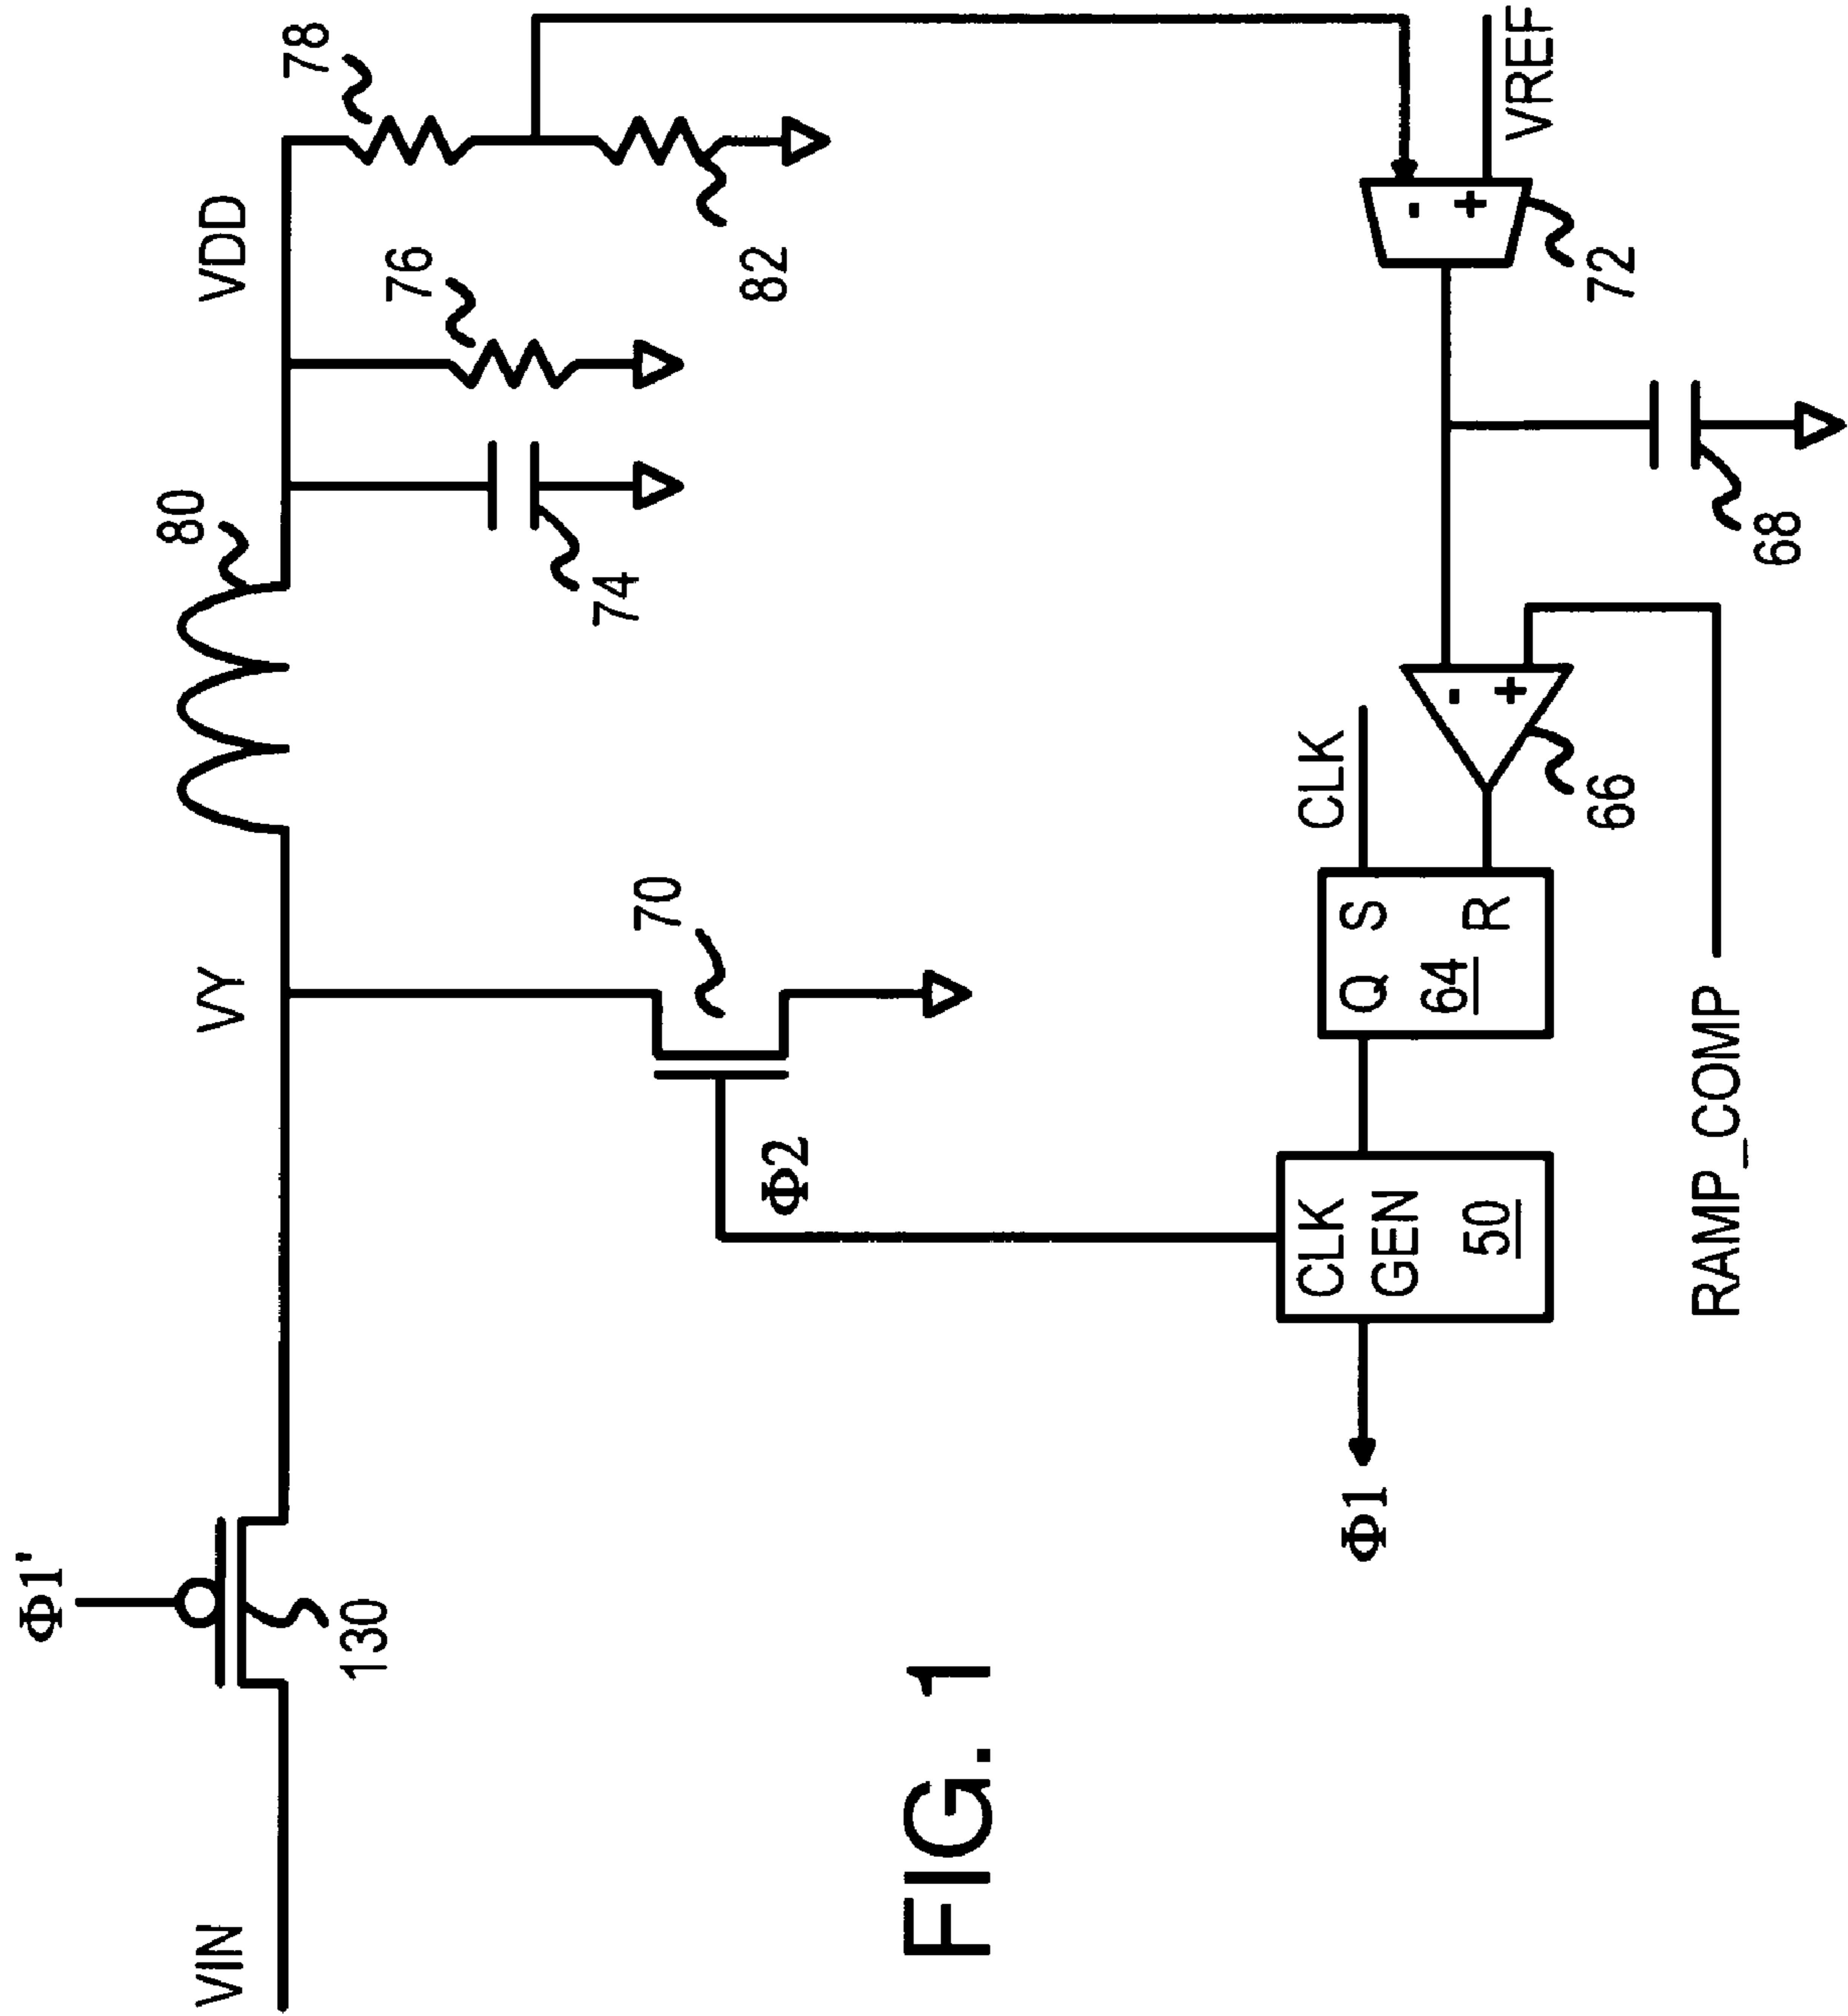 Φ1'
VIN
130
VY
80
VDD
78
76
74
82
70
Φ2
Φ1
CLK
GEN
50
Q S
64
R
CLK
-
+
66
68
-
+
72
VREF
RAMP_COMP
FIG. 1